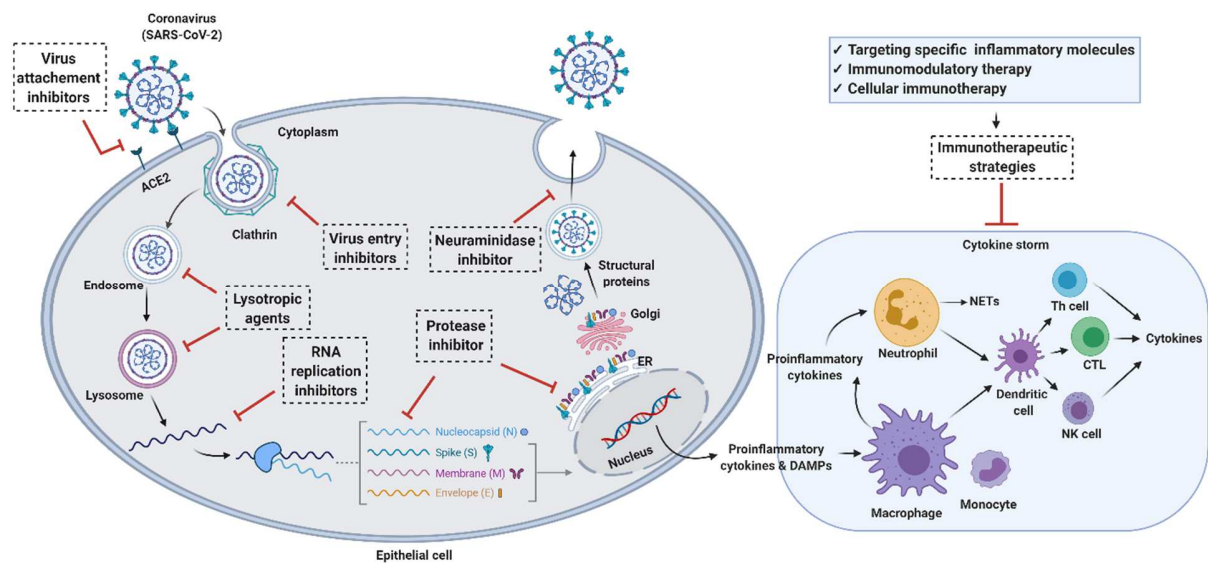 Coronavirus
(SARS-CoV-2)
Virus
attachement
inhibitors
ACE2
Cytoplasm
Clathrin
Virus entry
inhibitors
Neuraminidase
inhibitor
Endosome
Lysotropic
agents
Lysosome
RNA
replication
inhibitors
Protease
inhibitor
Structural
proteins
Golgi
ER
Nucleocapsid (N)
Spike (S)
Membrane (M)
Envelope (E)
Nucleus
Epithelial cell
✓ Targeting specific inflammatory molecules
✓ Immunomodulatory therapy
✓ Cellular immunotherapy
Immunotherapeutic
strategies
Cytokine storm
Neutrophil
NETs
Th cell
CTL
Cytokines
Dendritic
cell
NK cell
Proinflammatory
cytokines
Proinflammatory
cytokines & DAMPs
Macrophage
Monocyte